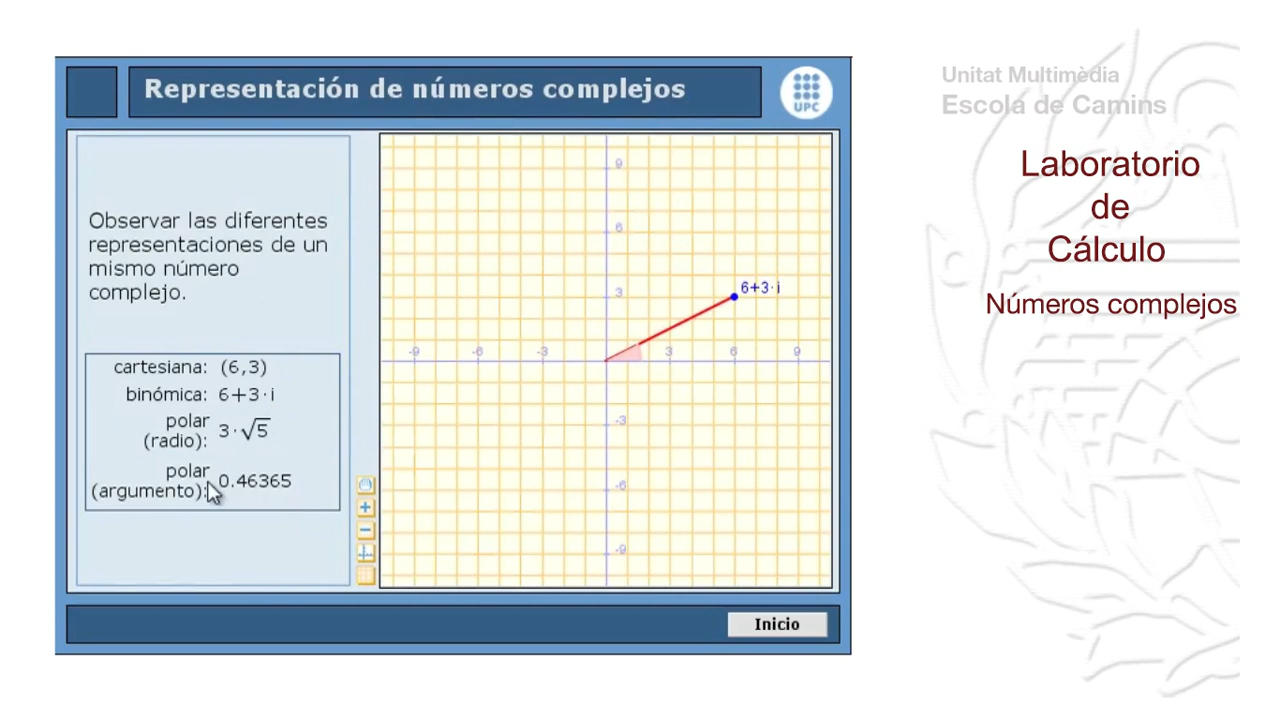 Representación de números complejos
UPC
Unitat Multimèdia
Escola de Camins
Laboratorio
de
Cálculo
Números complejos
Observar las diferentes
representaciones de un
mismo número
complejo.
cartesiana: (6,3)
binómica: 6+3·i
polar
(radio): 3·√5
polar
(argumento): 0.46365
9
6
3
6+3·i
-9 -6 -3 3 6 9
-3
-6
-9
Inicio